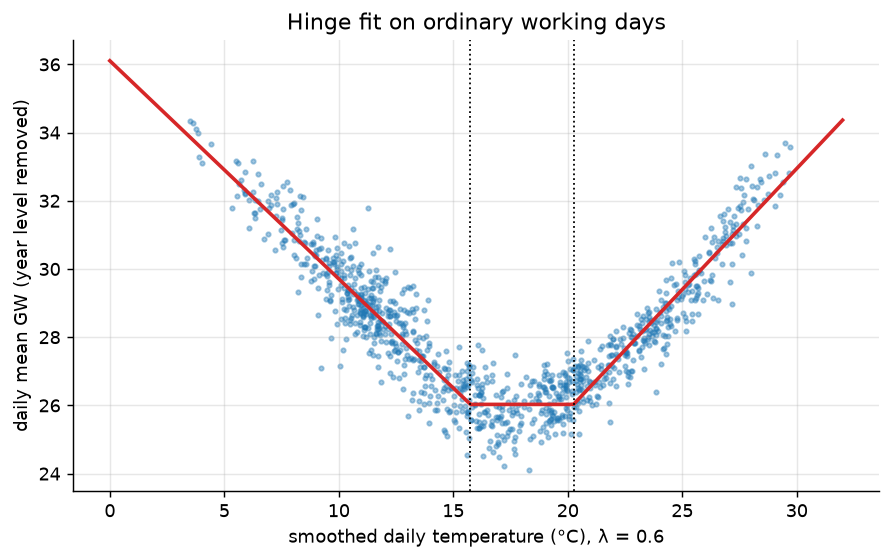 Hinge fit on ordinary working days
daily mean GW (year level removed)
36
34
32
30
28
26
24
0 5 10 15 20 25 30
smoothed daily temperature (°C), λ = 0.6